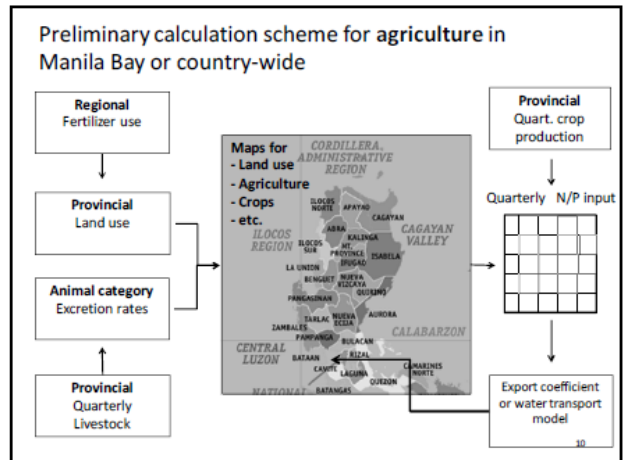 Preliminary calculation scheme for agriculture in
Manila Bay or country-wide
Regional
Fertilizer use
Provincial
Land use
Animal category
Excretion rates
Provincial
Quarterly
Livestock
Maps for
- Land use
- Agriculture
- Crops
- etc.
CORDILLERA
ADMINISTRATIVE
REGION
ILOCOS
NORTE
APAYAO
CAGAYAN
ABRA
KALINGA
CAGAYAN
VALLEY
ILOCOS
REGION
ILOCOS
SUR
MT.
PROVINCE
IFUGAO
ISABELA
LA UNION
BENGUET
NUEVA
VIZCAYA
QUIRINO
PANGASINAN
TARLAC
NUEVA
ECIJA
AURORA
ZAMBALES
PAMPANGA
BULACAN
CALABARZON
CENTRAL
LUZON
BATAAN
RIZAL
CAVITE
LAGUNA
CAMARINES
NORTE
QUEZON
NATIONAL
BATANGAS
Provincial
Quart. crop
production
Quarterly N/P input
Export coefficient
or water transport
model
10